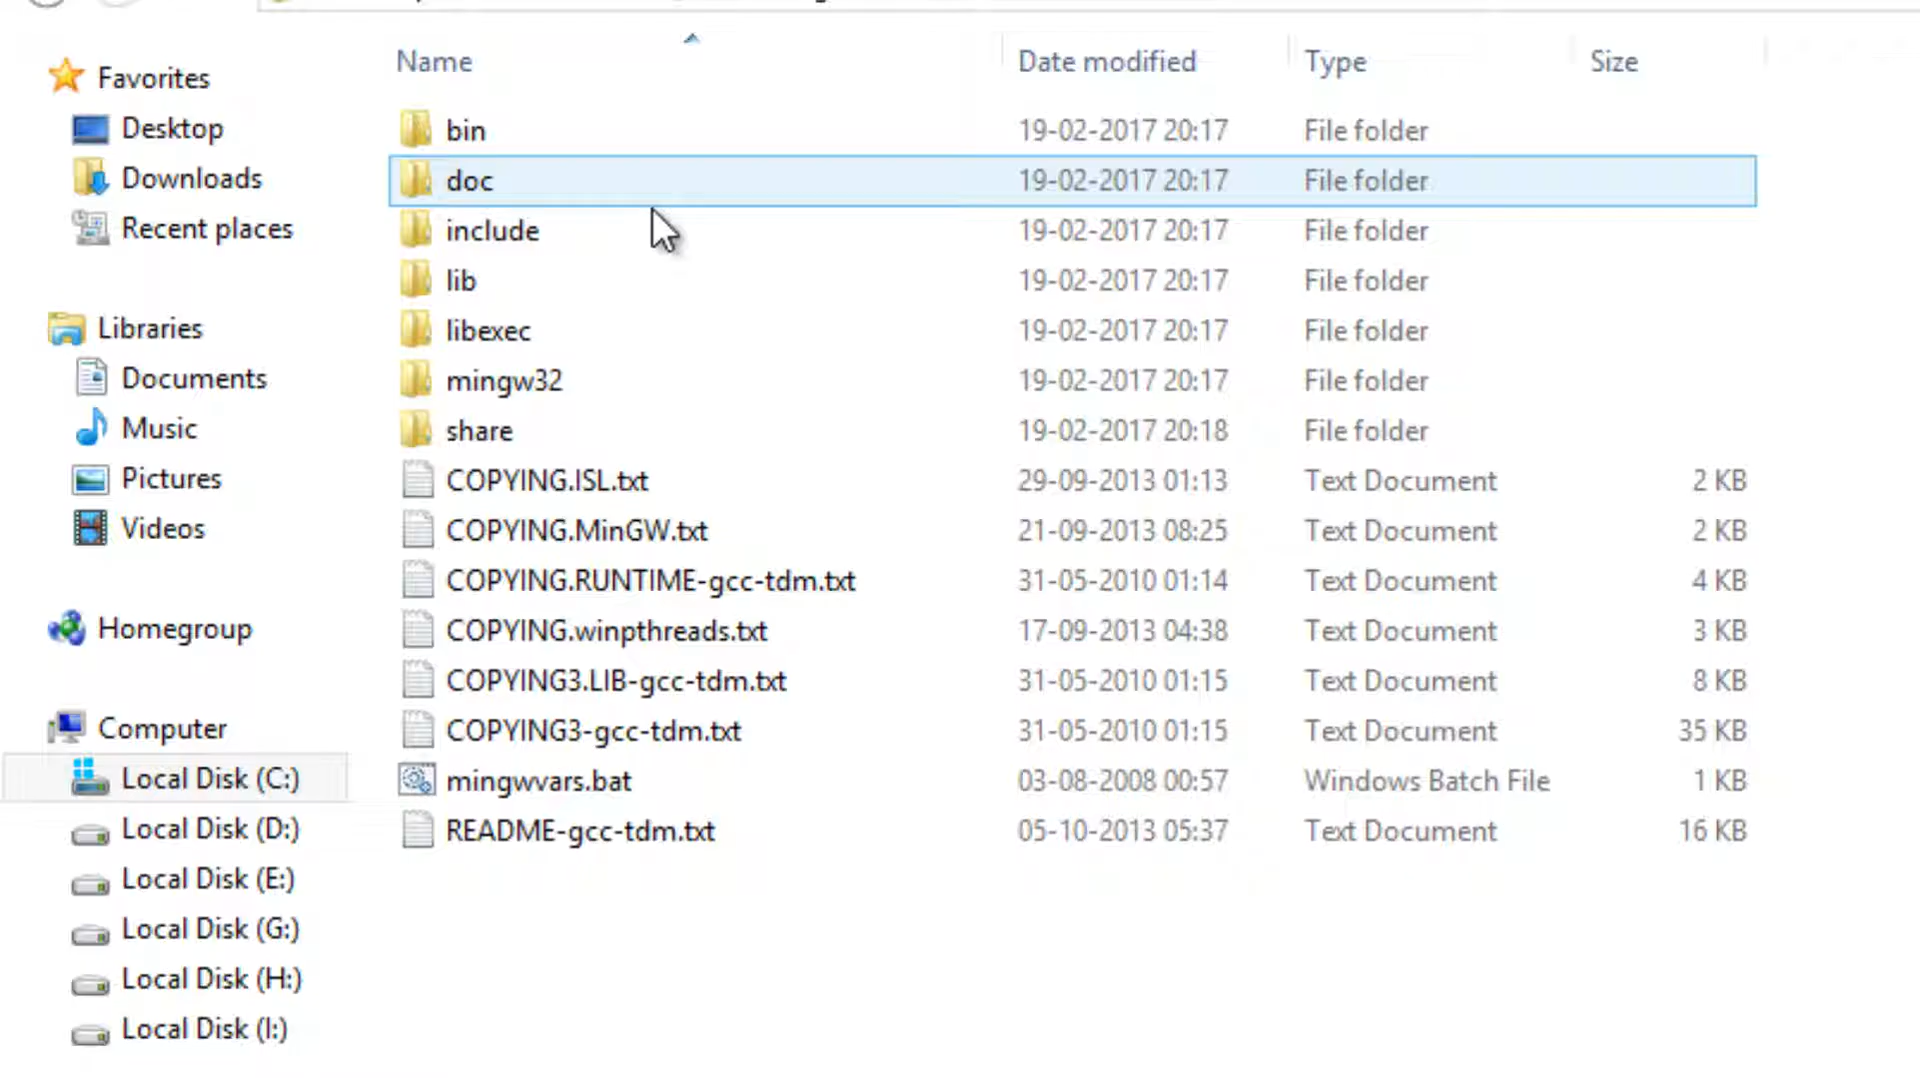 Name Date modified Type Size
Favorites
Desktop
Downloads
Recent places
Libraries
Documents
Music
Pictures
Videos
Homegroup
Computer
Local Disk (C:)
Local Disk (D:)
Local Disk (E:)
Local Disk (G:)
Local Disk (H:)
Local Disk (I:)
bin 19-02-2017 20:17 File folder
doc 19-02-2017 20:17 File folder
include 19-02-2017 20:17 File folder
lib 19-02-2017 20:17 File folder
libexec 19-02-2017 20:17 File folder
mingw32 19-02-2017 20:17 File folder
share 19-02-2017 20:18 File folder
COPYING.ISL.txt 29-09-2013 01:13 Text Document 2 KB
COPYING.MinGW.txt 21-09-2013 08:25 Text Document 2 KB
COPYING.RUNTIME-gcc-tdm.txt 31-05-2010 01:14 Text Document 4 KB
COPYING.winpthreads.txt 17-09-2013 04:38 Text Document 3 KB
COPYING3.LIB-gcc-tdm.txt 31-05-2010 01:15 Text Document 8 KB
COPYING3-gcc-tdm.txt 31-05-2010 01:15 Text Document 35 KB
mingwvars.bat 03-08-2008 00:57 Windows Batch File 1 KB
README-gcc-tdm.txt 05-10-2013 05:37 Text Document 16 KB